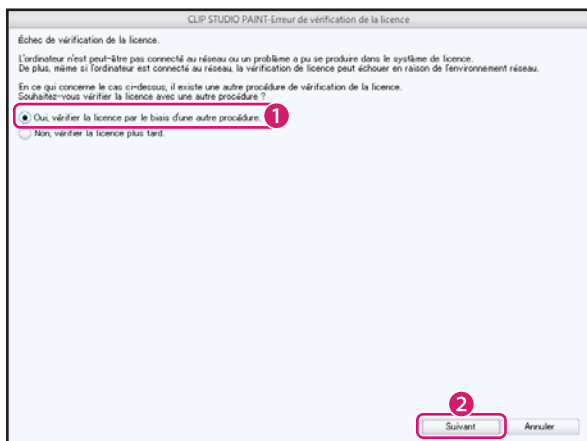 CLIP STUDIO PAINT-Erreur de vérification de la licence
Échec de vérification de la licence.
L'ordinateur n'est peut-être pas connecté au réseau ou un problème a pu se produire dans le système de licence.
De plus, même si l'ordinateur est connecté au réseau, la vérification de licence peut échouer en raison de l'environnement réseau.
En ce qui concerne le cas ci-dessus, il existe une autre procédure de vérification de la licence.
Souhaitez-vous vérifier la licence avec une autre procédure ?
Oui, vérifier la licence par le biais d'une autre procédure. 1
Non, vérifier la licence plus tard.
2
Suivant Annuler